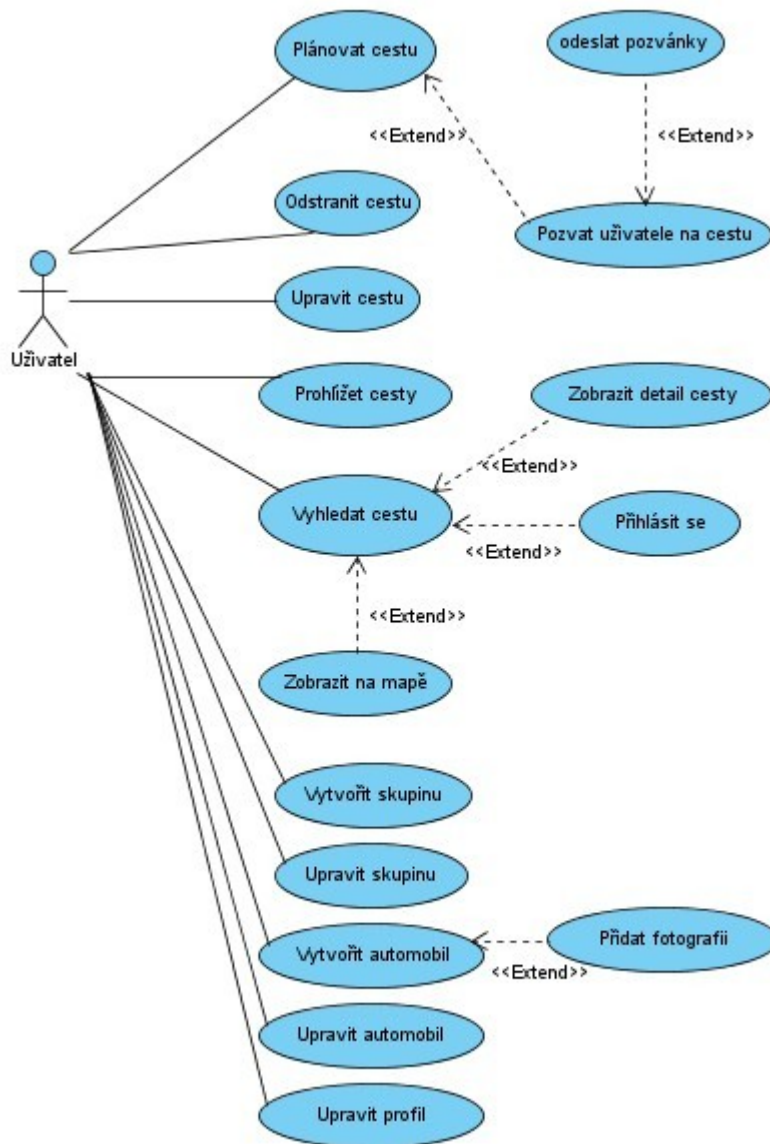 Plánovat cestu
odeslat pozvánky
<<Extend>>
<<Extend>>
Odstranit cestu
Pozvat uživatele na cestu
Upravit cestu
Uživatel
Prohlížet cesty
Zobrazit detail cesty
<<Extend>>
Vyhledat cestu
Přihlásit se
<<Extend>>
<<Extend>>
Zobrazit na mapě
Vytvořit skupinu
Upravit skupinu
Vytvořit automobil
Přidat fotografii
<<Extend>>
Upravit automobil
Upravit profil